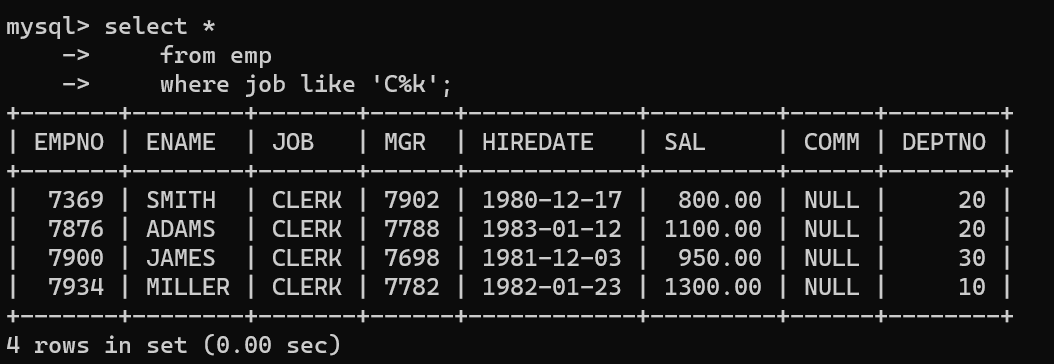 mysql> select *
    ->     from emp
    ->     where job like 'C%k';
+-------+--------+-------+------+------------+---------+------+--------+
| EMPNO | ENAME  | JOB   | MGR  | HIREDATE   | SAL     | COMM | DEPTNO |
+-------+--------+-------+------+------------+---------+------+--------+
|  7369 | SMITH  | CLERK | 7902 | 1980-12-17 |  800.00 | NULL |     20 |
|  7876 | ADAMS  | CLERK | 7788 | 1983-01-12 | 1100.00 | NULL |     20 |
|  7900 | JAMES  | CLERK | 7698 | 1981-12-03 |  950.00 | NULL |     30 |
|  7934 | MILLER | CLERK | 7782 | 1982-01-23 | 1300.00 | NULL |     10 |
+-------+--------+-------+------+------------+---------+------+--------+
4 rows in set (0.00 sec)